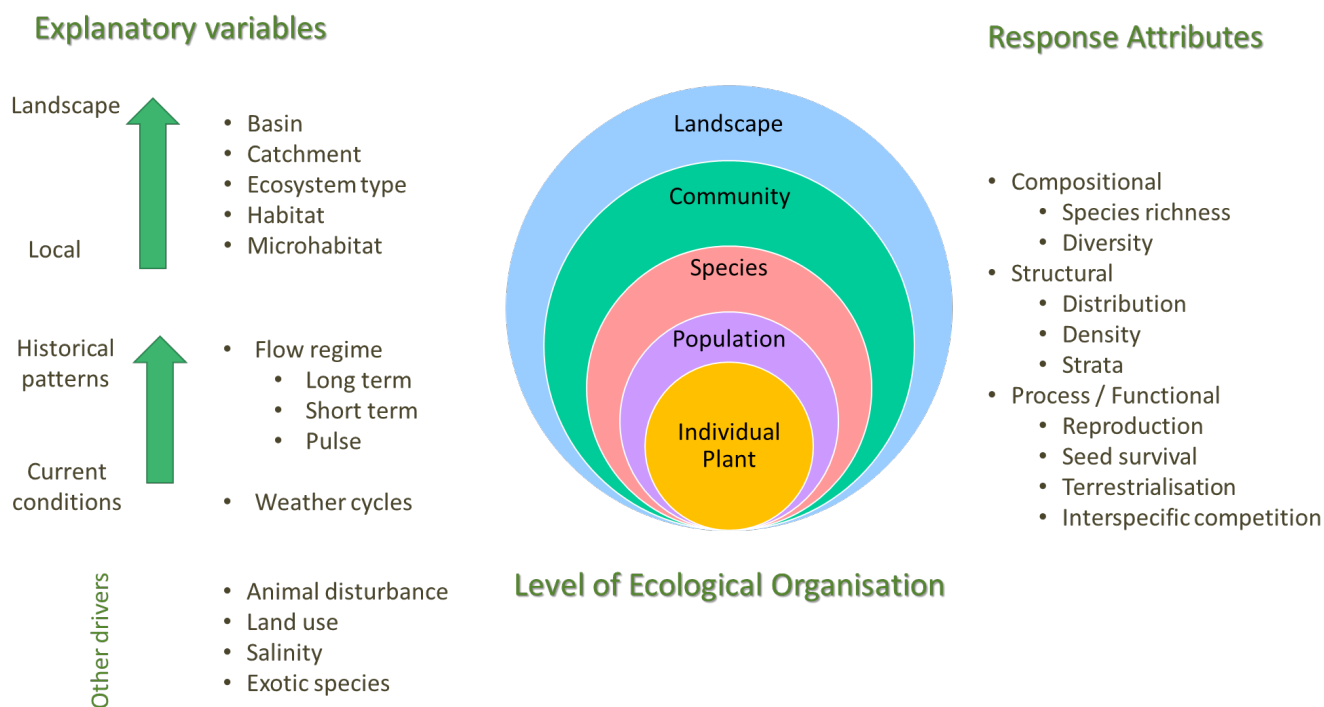 Explanatory variables
Landscape
Local
• Basin
• Catchment
• Ecosystem type
• Habitat
• Microhabitat
Historical
patterns
Current
conditions
• Flow regime
• Long term
• Short term
• Pulse
• Weather cycles
Other drivers
• Animal disturbance
• Land use
• Salinity
• Exotic species
Landscape
Community
Species
Population
Individual
Plant
Level of Ecological Organisation
Response Attributes
• Compositional
• Species richness
• Diversity
• Structural
• Distribution
• Density
• Strata
• Process / Functional
• Reproduction
• Seed survival
• Terrestrialisation
• Interspecific competition